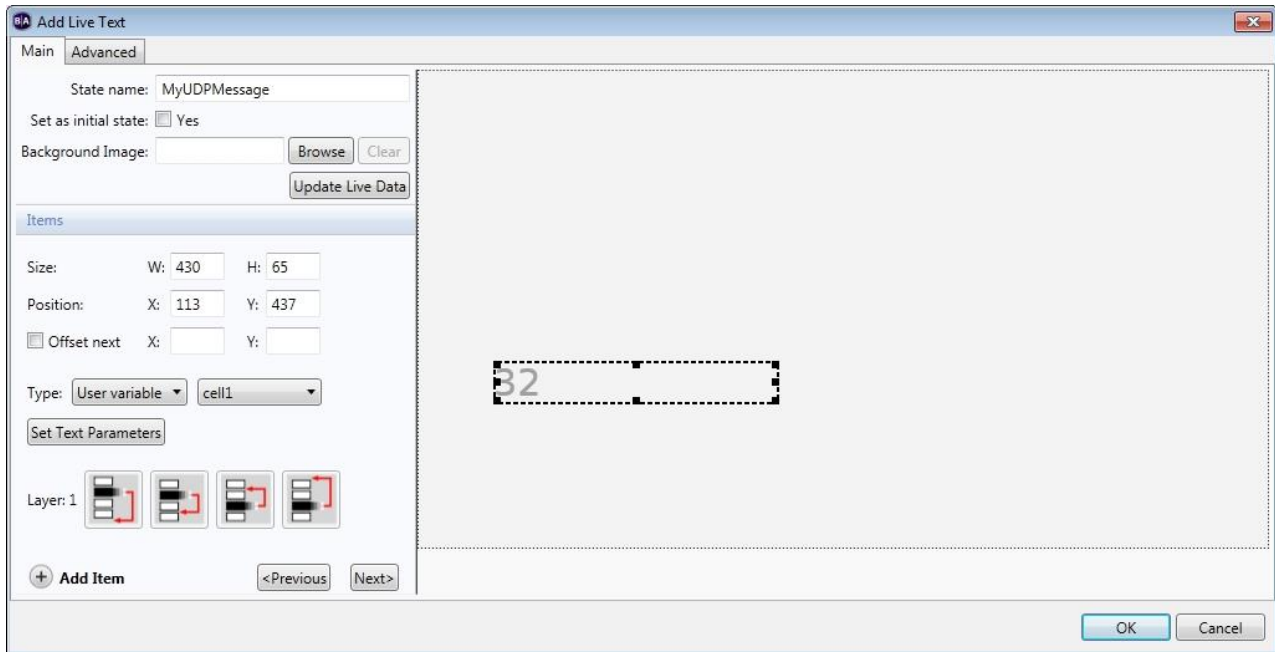 BA Add Live Text
Main Advanced
State name: MyUDPMessage
Set as initial state: Yes
Background Image: Browse Clear
Update Live Data
Items
Size: W: 430 H: 65
Position: X: 113 Y: 437
Offset next X: Y:
32
Type: User variable cell1
Set Text Parameters
Layer: 1
+ Add Item <Previous Next>
OK Cancel